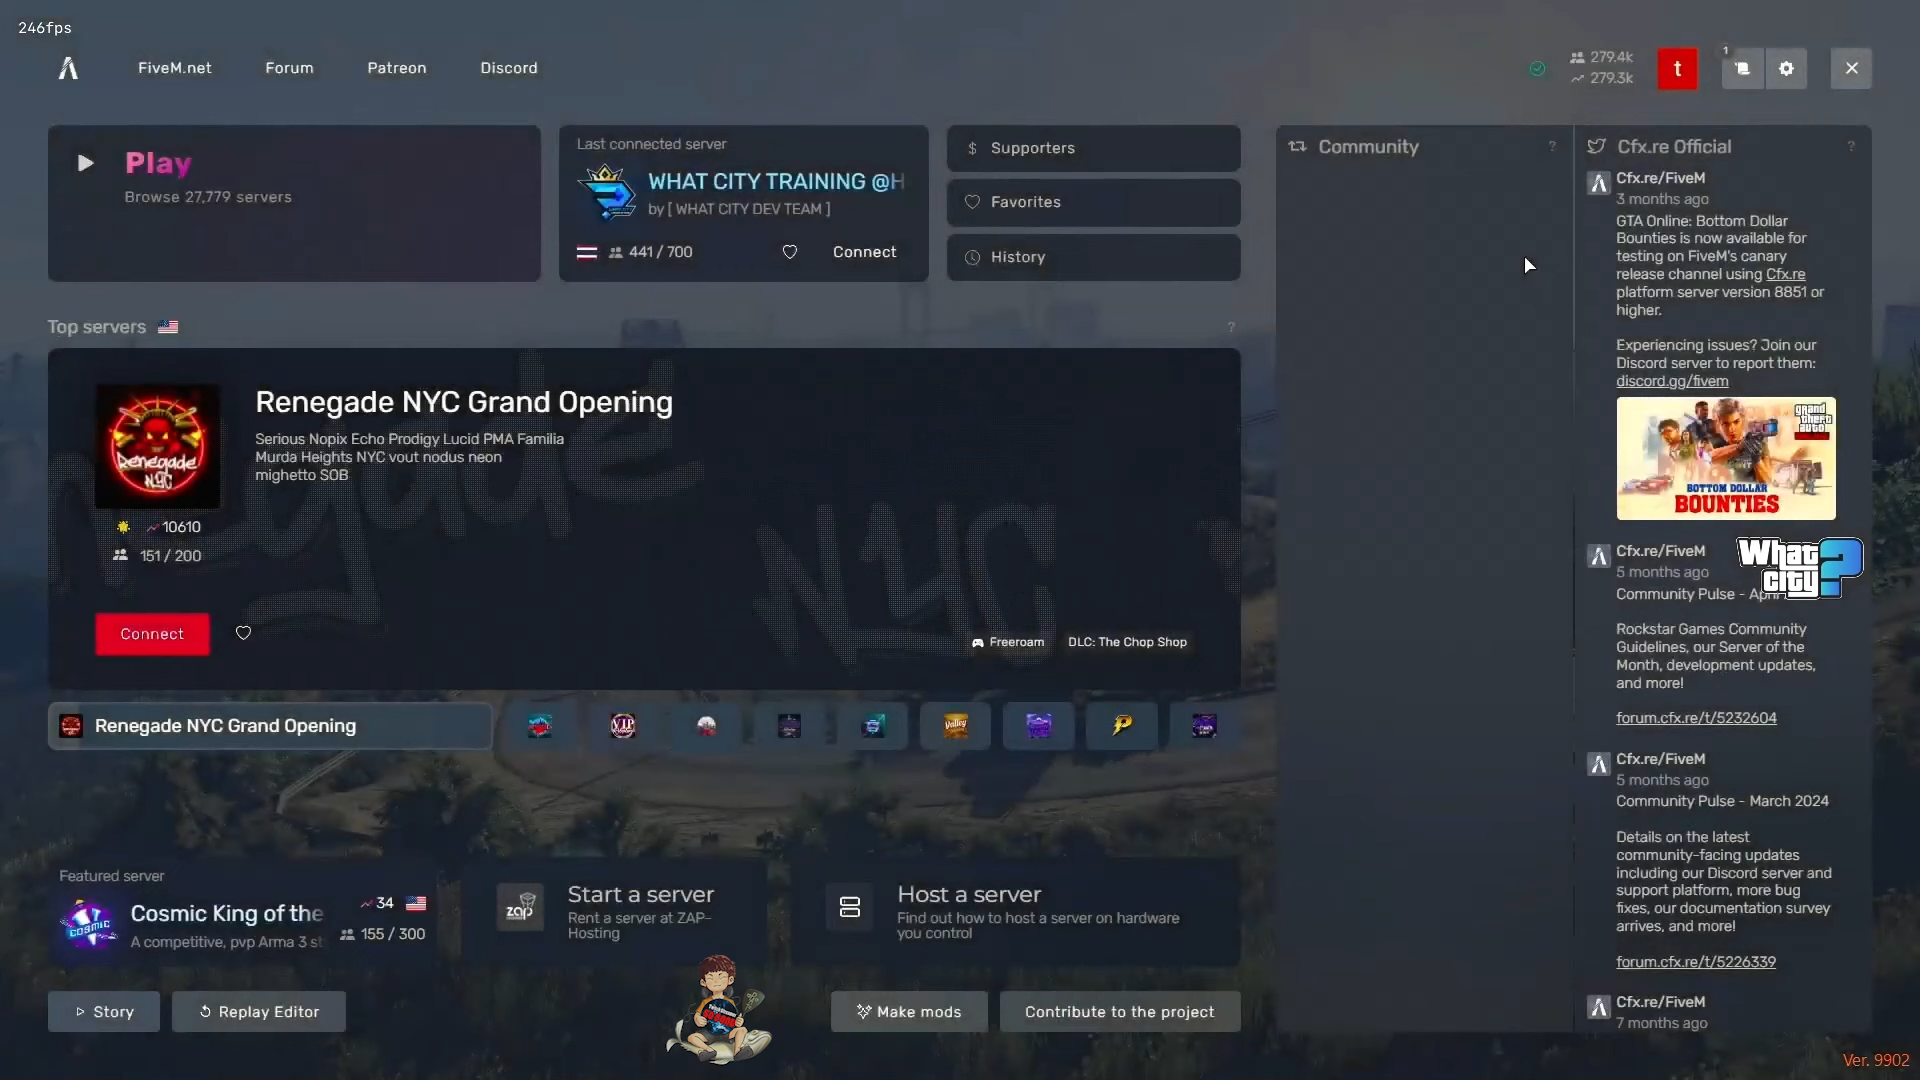 246fps
FiveM.net
Forum
Patreon
Discord
279.4k
279.3k
t
1
Play
Browse 27,779 servers
Last connected server
WHAT CITY TRAINING @H
by [ WHAT CITY DEV TEAM ]
441 / 700
Connect
$ Supporters
Favorites
History
Community
?
Cfx.re Official
?
Cfx.re/FiveM
3 months ago
GTA Online: Bottom Dollar
Bounties is now available for
testing on FiveM's canary
release channel using Cfx.re
platform server version 8851 or
higher.
Experiencing issues? Join our
Discord server to report them:
discord.gg/fivem
grand
theft
auto
BOTTOM DOLLAR
BOUNTIES
Cfx.re/FiveM
5 months ago
Community Pulse - April
What
city?
Rockstar Games Community
Guidelines, our Server of the
Month, development updates,
and more!
forum.cfx.re/t/5232604
Cfx.re/FiveM
5 months ago
Community Pulse - March 2024
Details on the latest
community-facing updates
including our Discord server and
support platform, more bug
fixes, our documentation survey
arrives, and more!
forum.cfx.re/t/5226339
Cfx.re/FiveM
7 months ago
Top servers
?
Renegade NYC
Renegade NYC Grand Opening
Serious Nopix Echo Prodigy Lucid PMA Familia
Murda Heights NYC vout nodus neon
mighetto SOB
10610
151 / 200
Connect
NYC
Freeroam
DLC: The Chop Shop
Renegade NYC Grand Opening
VIP
Valley
Featured server
COSMIC
Cosmic King of the
A competitive, pvp Arma 3 st
34
155 / 300
zap
Start a server
Rent a server at ZAP-
Hosting
Host a server
Find out how to host a server on hardware
you control
Story
Replay Editor
Make mods
Contribute to the project
Ver. 9902